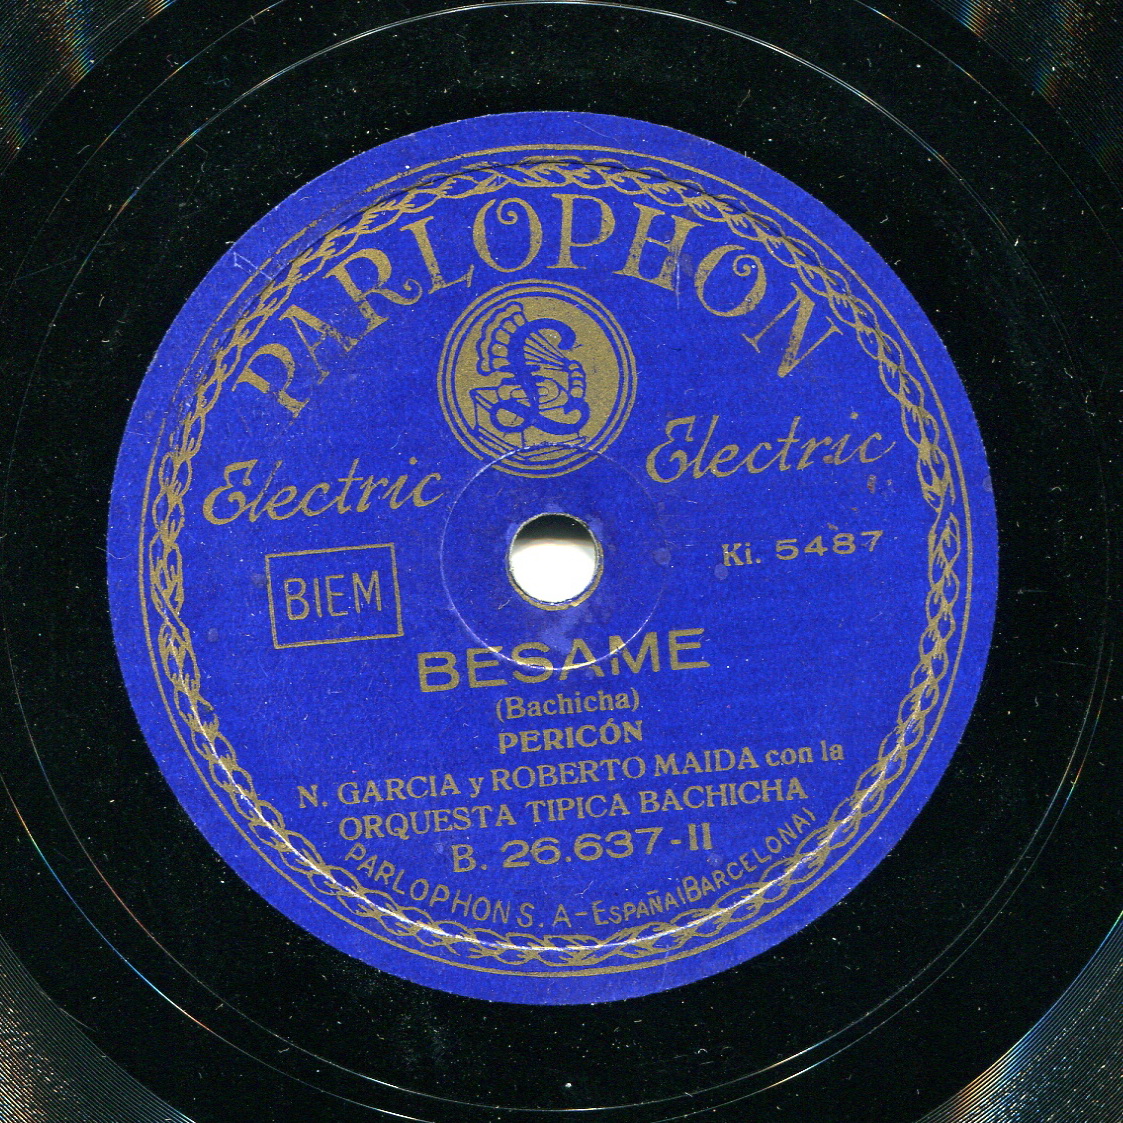 PARLOPHON
Electric Electric
BIEM
Ki. 5487
BESAME
(Bachicha)
PERICÓN
N. GARCIA y ROBERTO MAIDA con la
ORQUESTA TIPICA BACHICHA
B. 26.637-II
PARLOPHON S. A - ESPAÑA (BARCELONA)